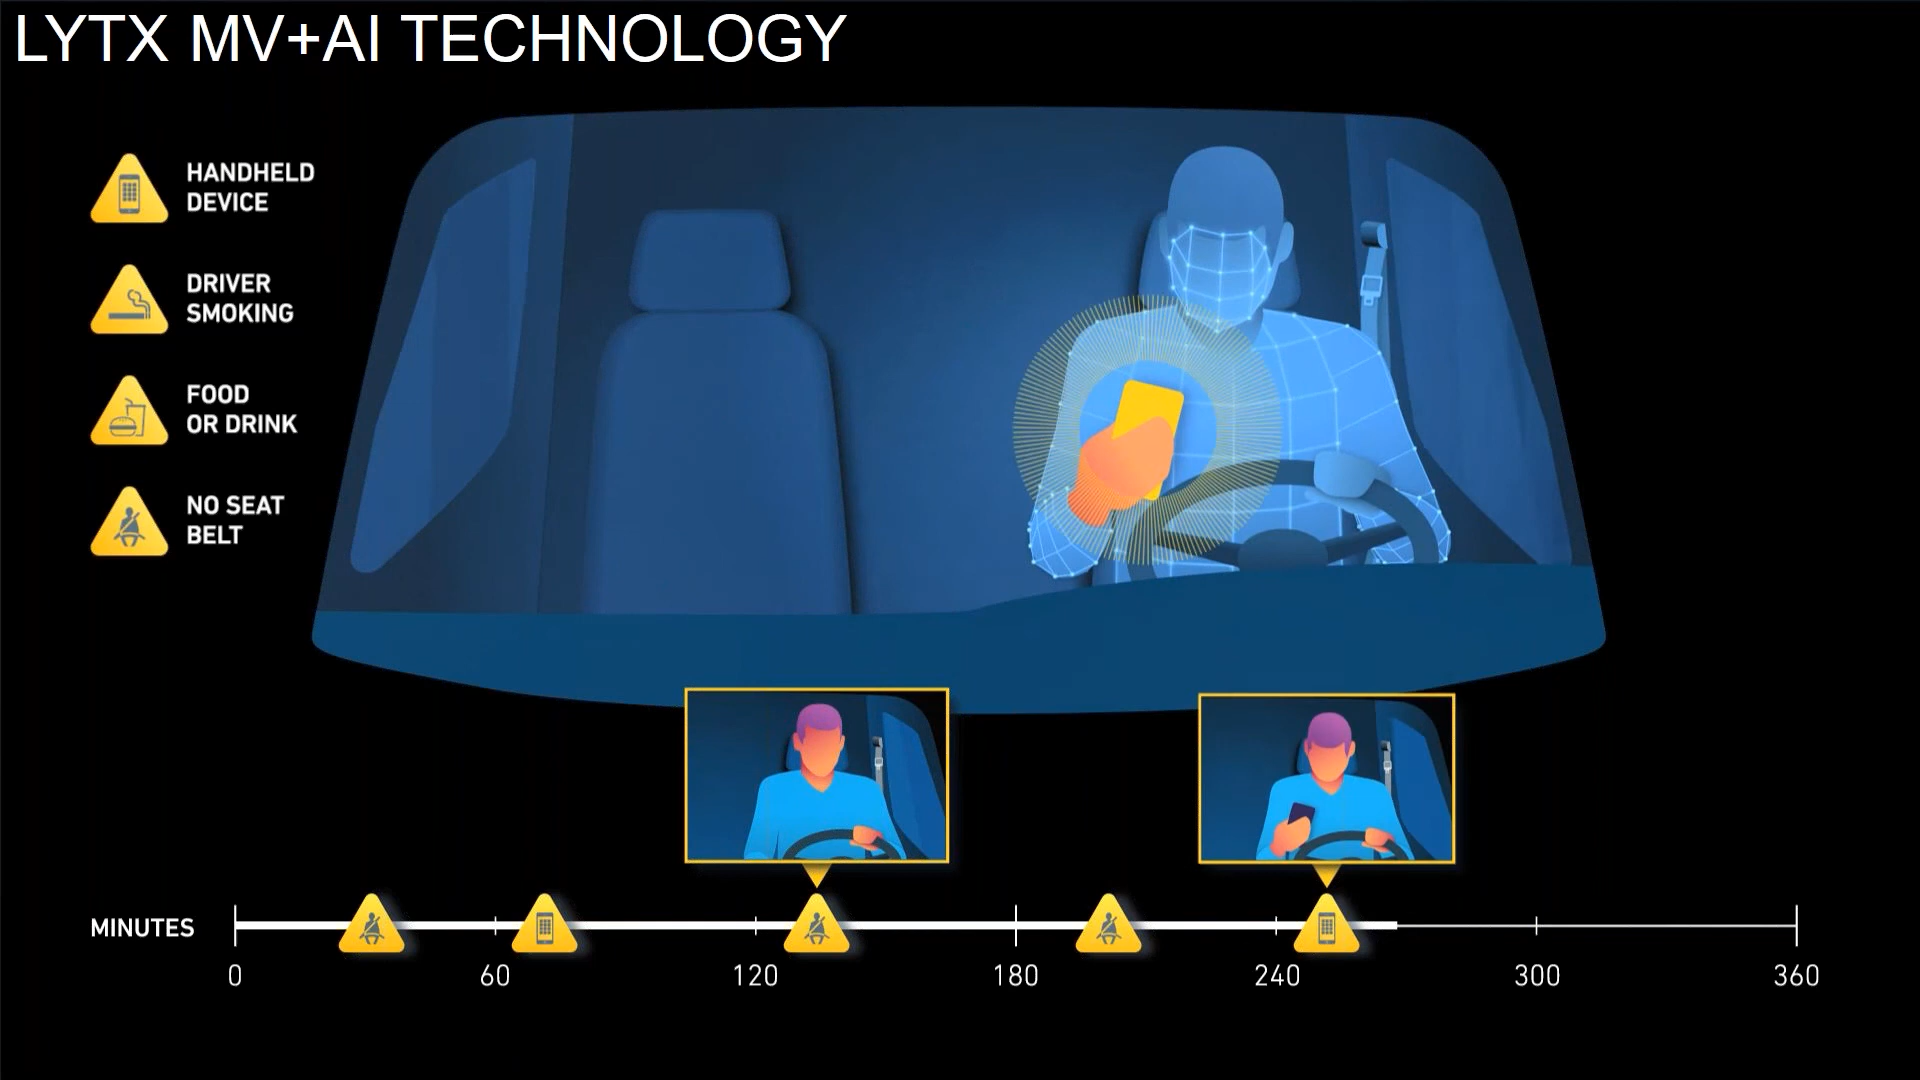 LYTX MV+AI TECHNOLOGY
HANDHELD
DEVICE
DRIVER
SMOKING
FOOD
OR DRINK
NO SEAT
BELT
MINUTES
0 60 120 180 240 300 360